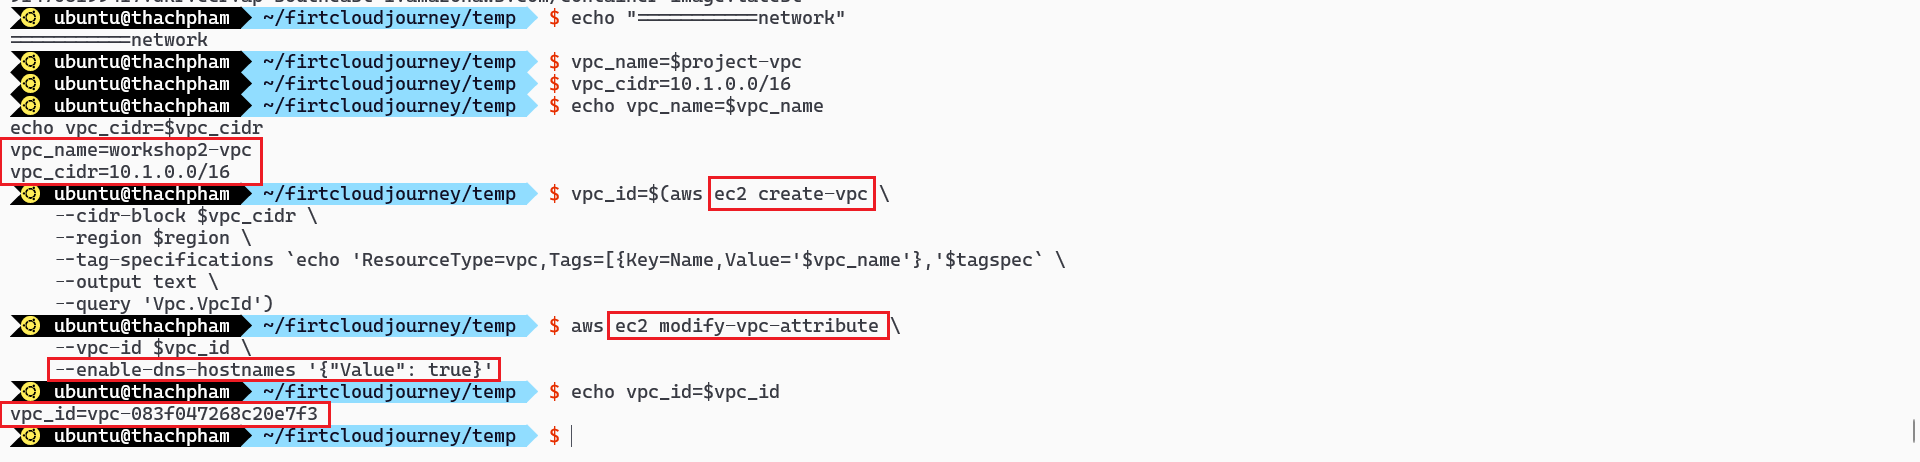 ubuntu@thachpham ~/firtcloudjourney/temp $ echo "===========network"
===========network
ubuntu@thachpham ~/firtcloudjourney/temp $ vpc_name=$project-vpc
ubuntu@thachpham ~/firtcloudjourney/temp $ vpc_cidr=10.1.0.0/16
ubuntu@thachpham ~/firtcloudjourney/temp $ echo vpc_name=$vpc_name
echo vpc_cidr=$vpc_cidr
vpc_name=workshop2-vpc
vpc_cidr=10.1.0.0/16
ubuntu@thachpham ~/firtcloudjourney/temp $ vpc_id=$(aws ec2 create-vpc \
--cidr-block $vpc_cidr \
--region $region \
--tag-specifications `echo 'ResourceType=vpc,Tags=[{Key=Name,Value='$vpc_name'},'$tagspec` \
--output text \
--query 'Vpc.VpcId')
ubuntu@thachpham ~/firtcloudjourney/temp $ aws ec2 modify-vpc-attribute \
--vpc-id $vpc_id \
--enable-dns-hostnames '{"Value": true}'
ubuntu@thachpham ~/firtcloudjourney/temp $ echo vpc_id=$vpc_id
vpc_id=vpc-083f047268c20e7f3
ubuntu@thachpham ~/firtcloudjourney/temp $